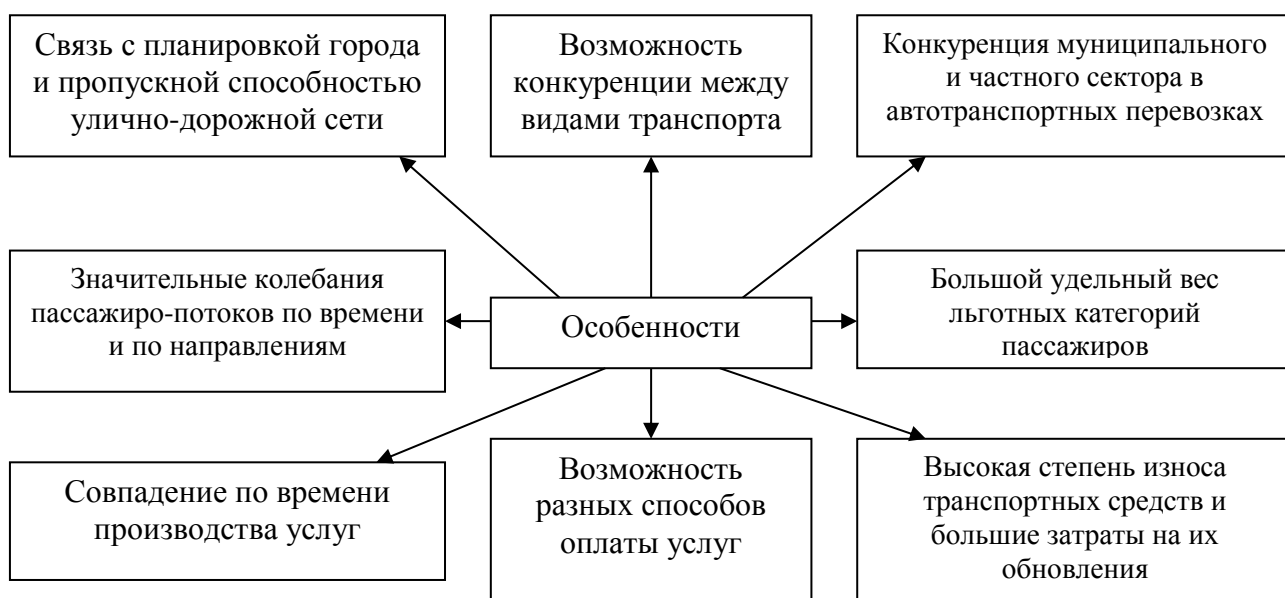 Связь с планировкой города
и пропускной способностью
улично-дорожной сети
Возможность
конкуренции между
видами транспорта
Конкуренция муниципального
и частного сектора в
автотранспортных перевозках
Значительные колебания
пассажиро-потоков по времени
и по направлениям
Особенности
Большой удельный вес
льготных категорий
пассажиров
Совпадение по времени
производства услуг
Возможность
разных способов
оплаты услуг
Высокая степень износа
транспортных средств и
большие затраты на их
обновления